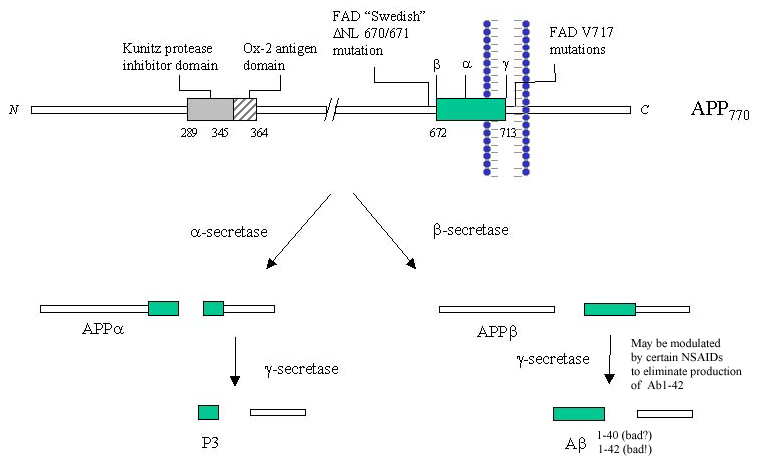 FAD “Swedish”
ΔNL 670/671
mutation
Kunitz protease
inhibitor domain
Ox-2 antigen
domain
FAD V717
mutations
β
α
γ
N
C
APP770
289
345
364
672
713
α-secretase
β-secretase
APPα
APPβ
γ-secretase
γ-secretase
May be modulated
by certain NSAIDs
to eliminate production
of Ab1-42
P3
Aβ
1-40 (bad?)
1-42 (bad!)